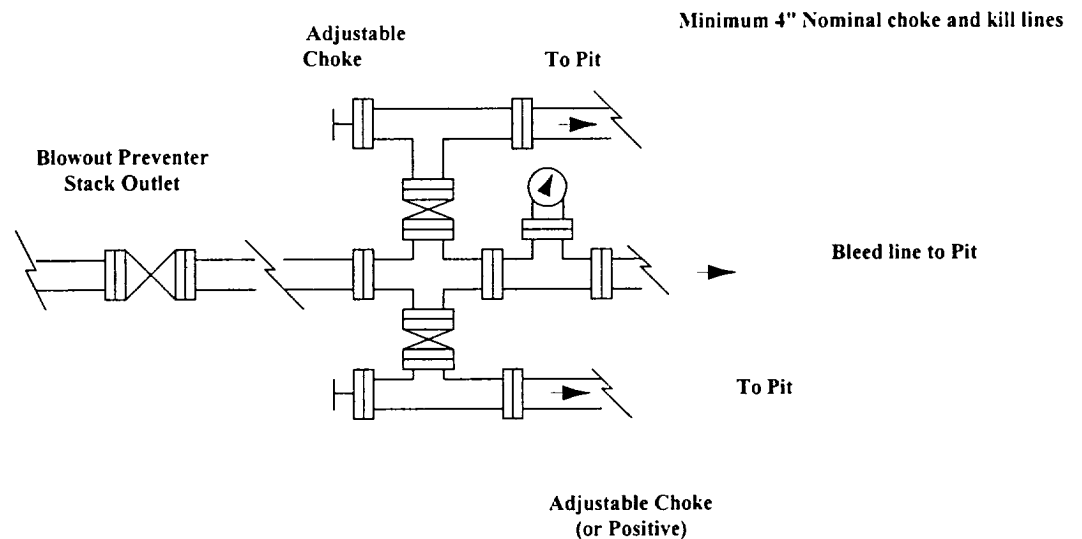 Minimum 4" Nominal choke and kill lines
Adjustable
Choke
To Pit
Blowout Preventer
Stack Outlet
Bleed line to Pit
To Pit
Adjustable Choke
(or Positive)